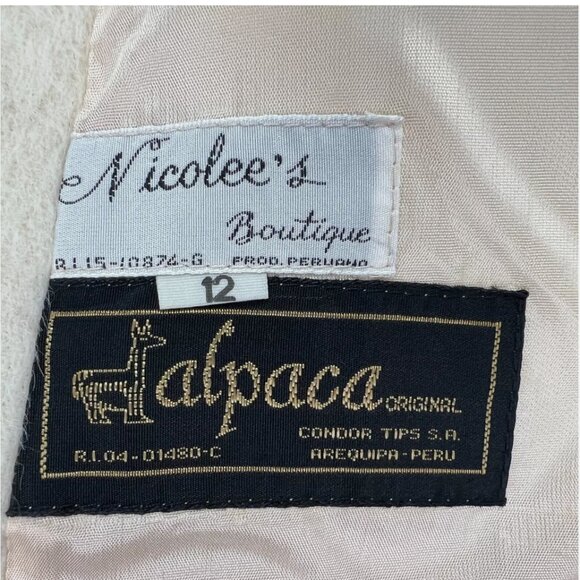 Nicolee's
Boutique
R.I.15-10874-G PROD. PERUANO
12
alpaca ORIGINAL
CONDOR TIPS S.A.
R.I.04-01480-C AREQUIPA-PERU